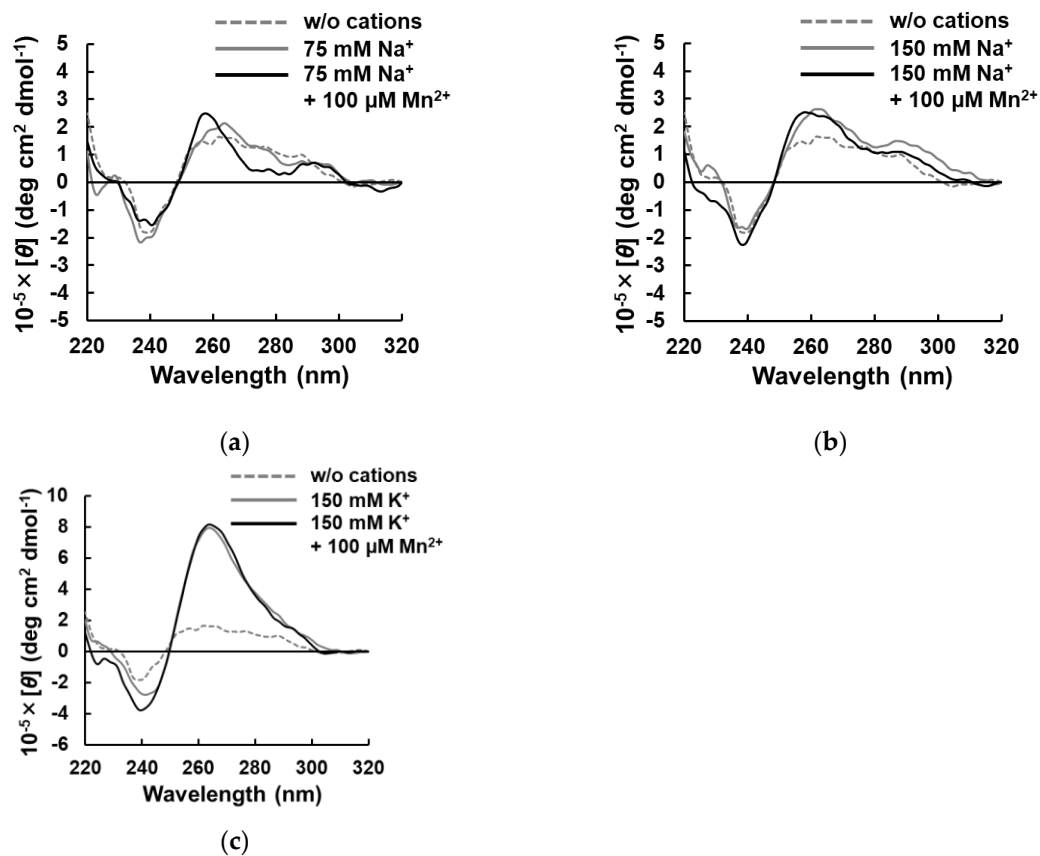 w/o cations
75 mM Na⁺
75 mM Na⁺
+ 100 µM Mn²⁺
5
4
3
2
1
0
-1
-2
-3
-4
-5
10⁻⁵ × [θ] (deg cm² dmol⁻¹)
220 240 260 280 300 320
Wavelength (nm)
(a)
w/o cations
150 mM Na⁺
150 mM Na⁺
+ 100 µM Mn²⁺
5
4
3
2
1
0
-1
-2
-3
-4
-5
10⁻⁵ × [θ] (deg cm² dmol⁻¹)
220 240 260 280 300 320
Wavelength (nm)
(b)
w/o cations
150 mM K⁺
150 mM K⁺
+ 100 µM Mn²⁺
10
8
6
4
2
0
-2
-4
-6
10⁻⁵ × [θ] (deg cm² dmol⁻¹)
220 240 260 280 300 320
Wavelength (nm)
(c)